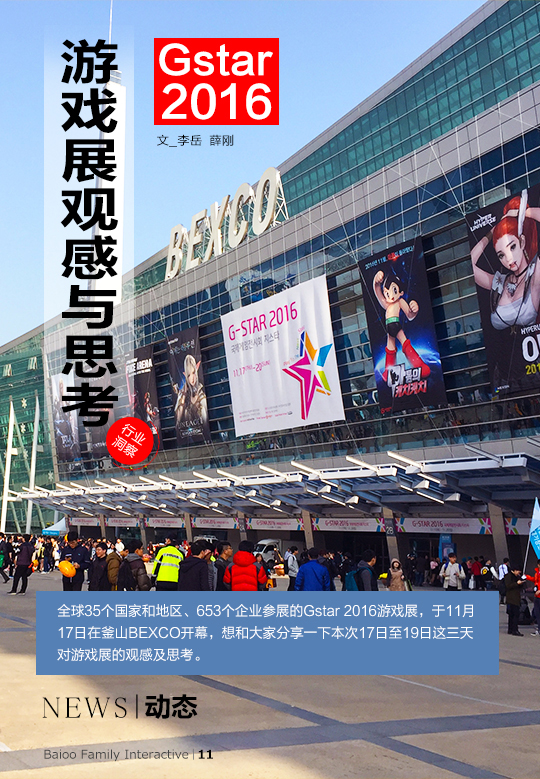 Gstar
2016
游戏展观感与思考
文_李岳 薛刚
行业
洞察
BEXCO
G-STAR 2016
HYPER
UNIVERSE
全球35个国家和地区、653个企业参展的Gstar 2016游戏展，于11月
17日在釜山BEXCO开幕，想和大家分享一下本次17日至19日这三天
对游戏展的观感及思考。
NEWS|动态
Baioo Family Interactive | 11